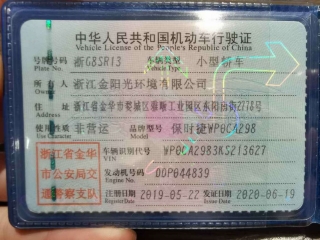 中华人民共和国机动车行驶证
Vehicle License of the People's Republic of China
号牌号码 浙G8SR13 车辆类型 小型轿车
Plate No. Vehicle Type
所有人 浙江金阳光环境有限公司
Owner
住址 浙江省金华市婺城区 工业园区东阳南街2718号
Address
使用性质 非营运 品牌型号 保时捷WP0CA298
Use Character Model
浙江省金华
市公安局交
通警察支队
车辆识别代号 WP0CA2983KS213627
VIN
发动机号码 DDP044839
Engine No.
注册日期 2019-05-22 发证日期 2020-06-19
Register Date Issue Date